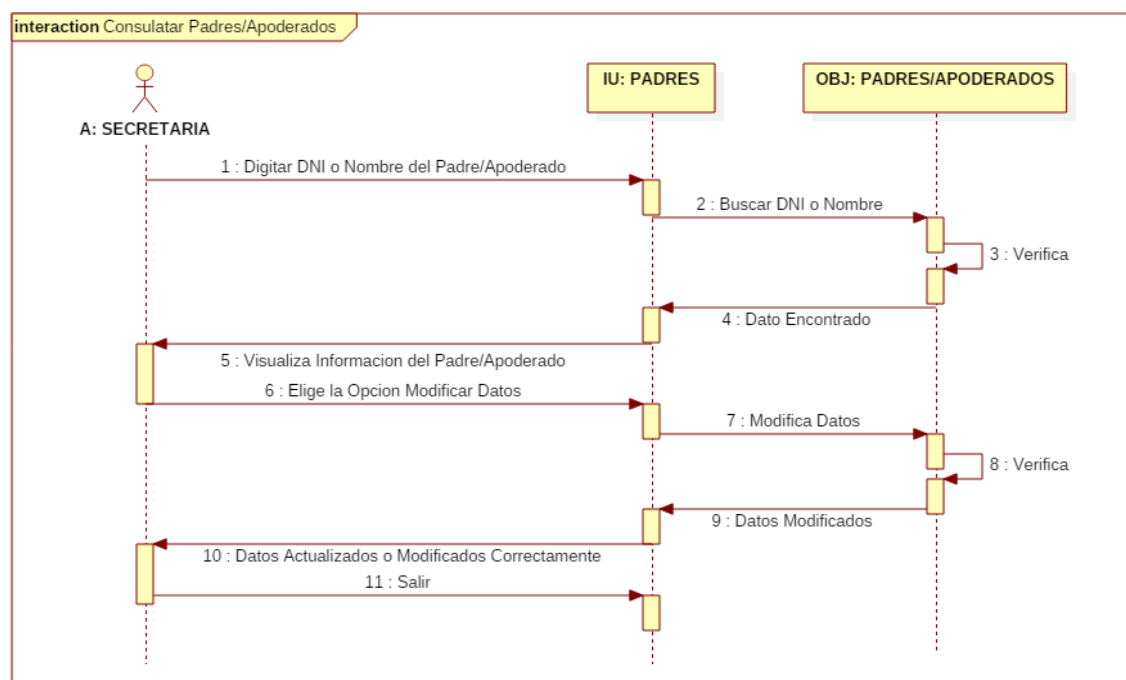 interaction Consulatar Padres/Apoderados
IU: PADRES
OBJ: PADRES/APODERADOS
A: SECRETARIA
1 : Digitar DNI o Nombre del Padre/Apoderado
2 : Buscar DNI o Nombre
3 : Verifica
4 : Dato Encontrado
5 : Visualiza Informacion del Padre/Apoderado
6 : Elige la Opcion Modificar Datos
7 : Modifica Datos
8 : Verifica
9 : Datos Modificados
10 : Datos Actualizados o Modificados Correctamente
11 : Salir